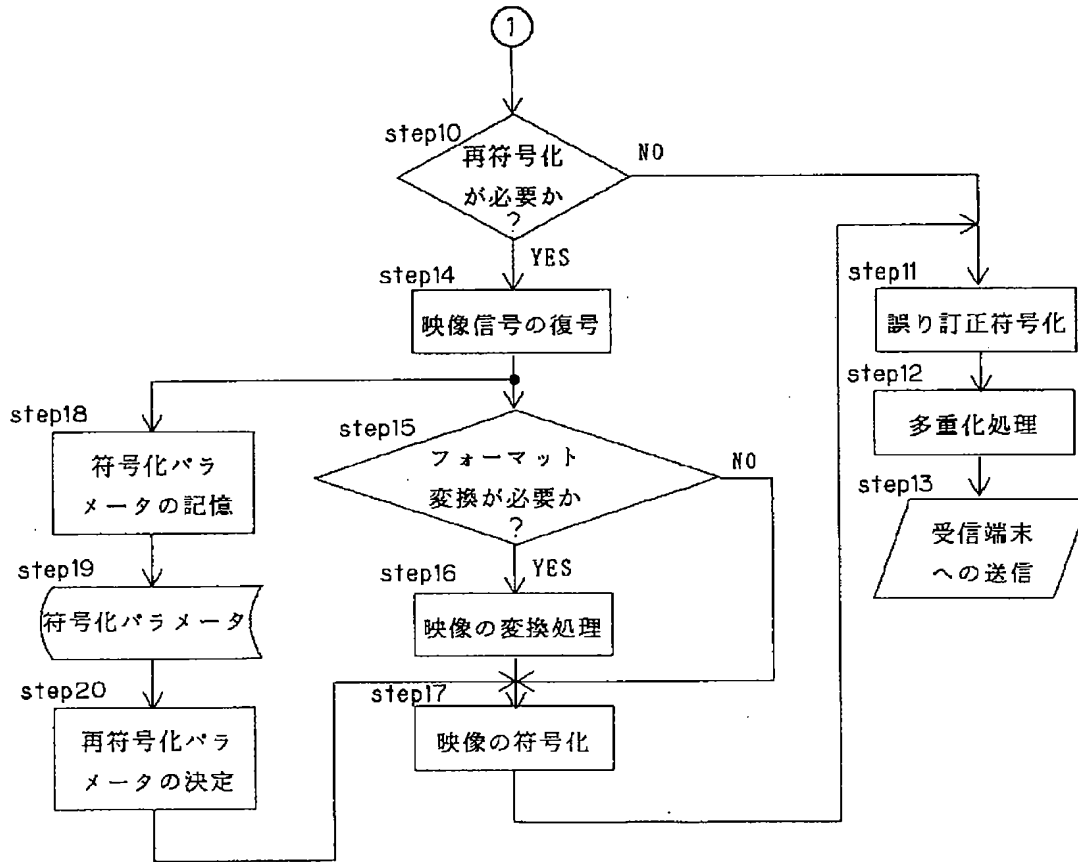 1
step10
再符号化
が必要か
?
NO
YES
step14
映像信号の復号
step11
誤り訂正符号化
step12
多重化処理
step13
受信端末
への送信
step18
符号化パラ
メータの記憶
step15
フォーマット
変換が必要か
?
NO
YES
step19
符号化パラメータ
step16
映像の変換処理
step20
再符号化パラ
メータの決定
step17
映像の符号化